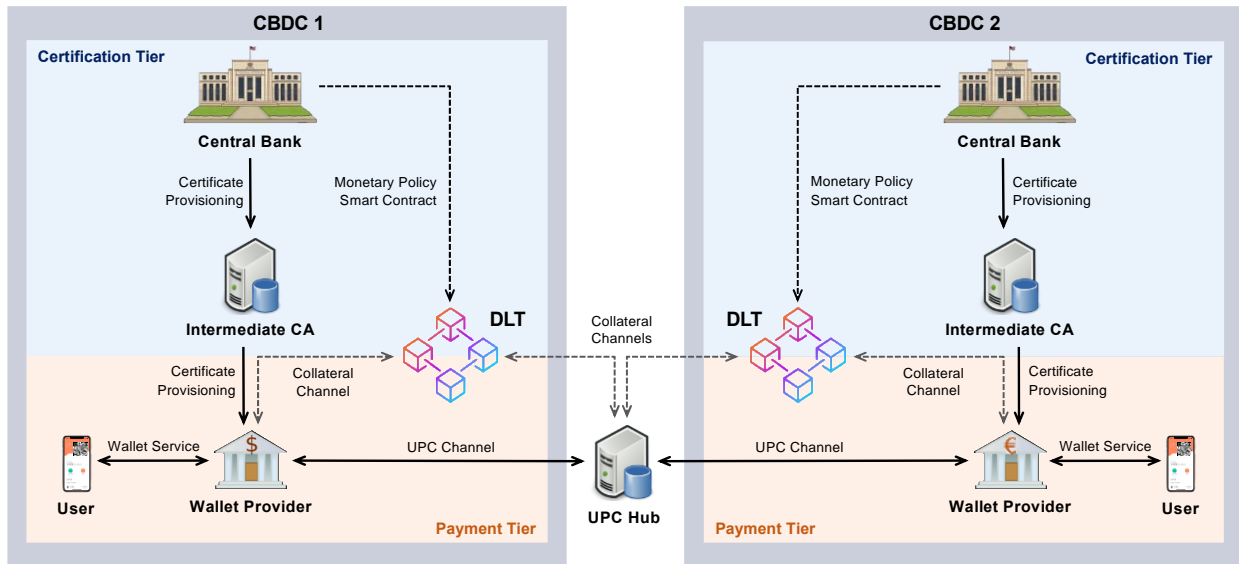 CBDC 1
CBDC 2
Certification Tier
Certification Tier
Central Bank
Central Bank
Certificate
Provisioning
Monetary Policy
Smart Contract
Monetary Policy
Smart Contract
Certificate
Provisioning
Intermediate CA
DLT
Collateral
Channels
DLT
Intermediate CA
Certificate
Provisioning
Collateral
Channel
Collateral
Channel
Certificate
Provisioning
Wallet Service
$
UPC Channel
UPC Channel
€
Wallet Service
User
Wallet Provider
UPC Hub
Wallet Provider
User
Payment Tier
Payment Tier